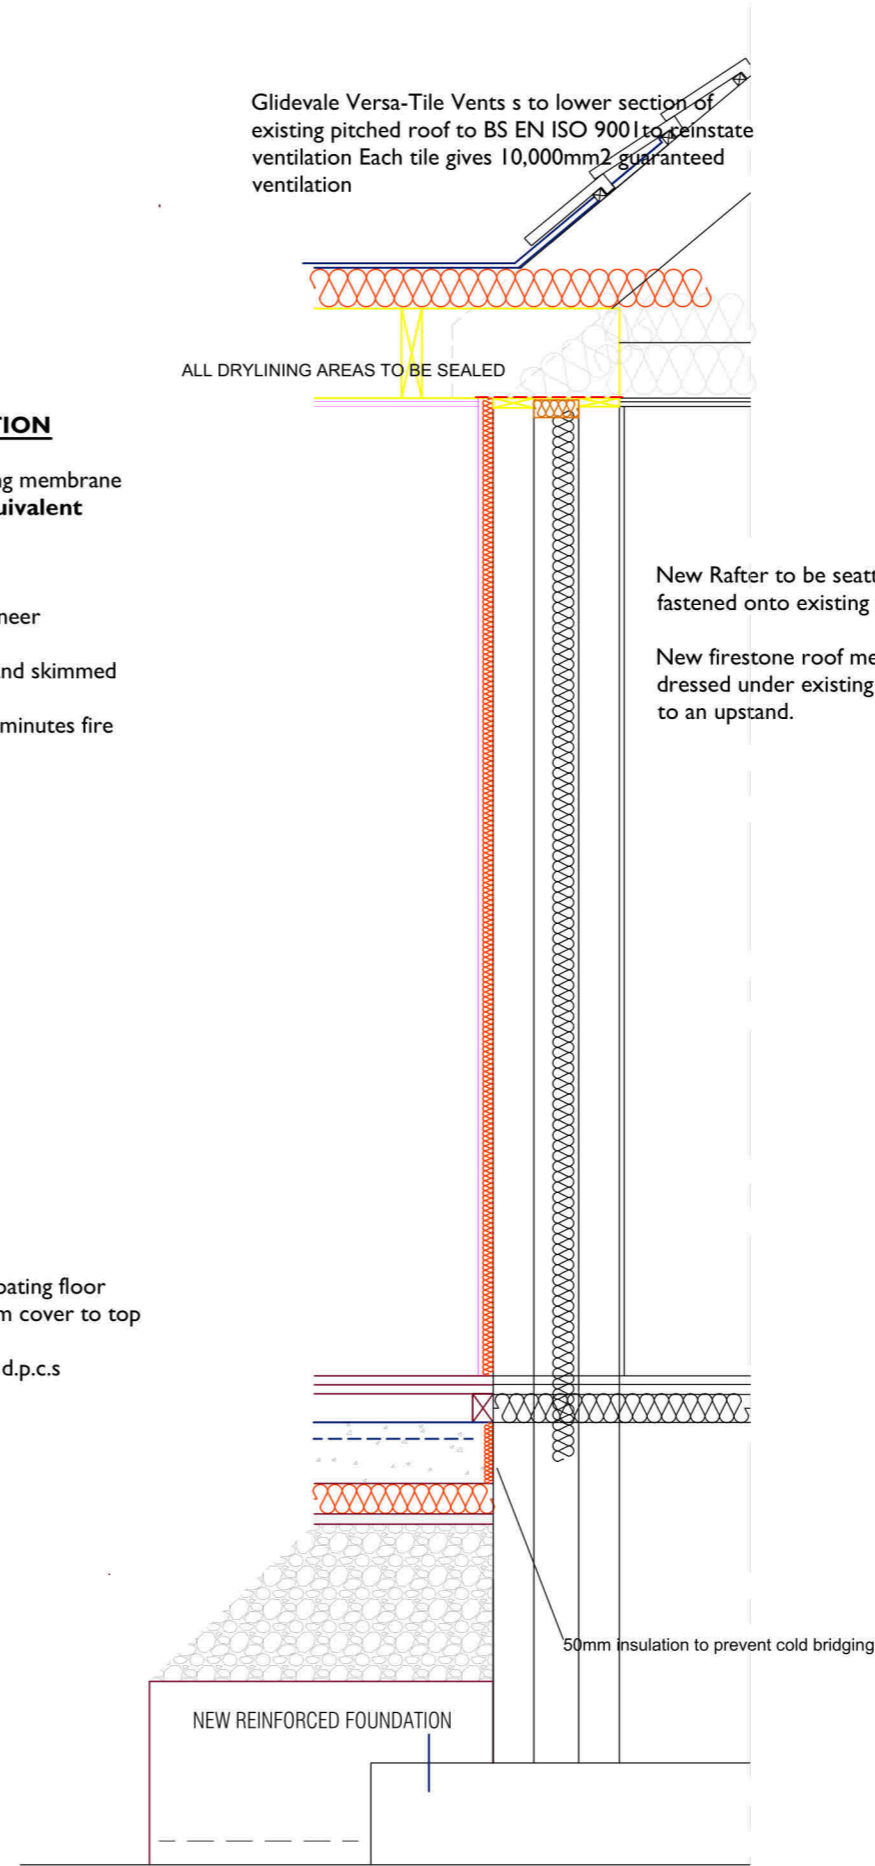 Glidevale Versa-Tile Vents s to lower section of
existing pitched roof to BS EN ISO 9001to reinstate
ventilation Each tile gives 10,000mm2 guaranteed
ventilation
ALL DRYLINING AREAS TO BE SEALED
TION
ng membrane
uivalent
neer
nd skimmed
minutes fire
New Rafter to be seatt
fastened onto existing
New firestone roof me
dressed under existing
to an upstand.
oating floor
m cover to top
d.p.c.s
50mm insulation to prevent cold bridging
NEW REINFORCED FOUNDATION